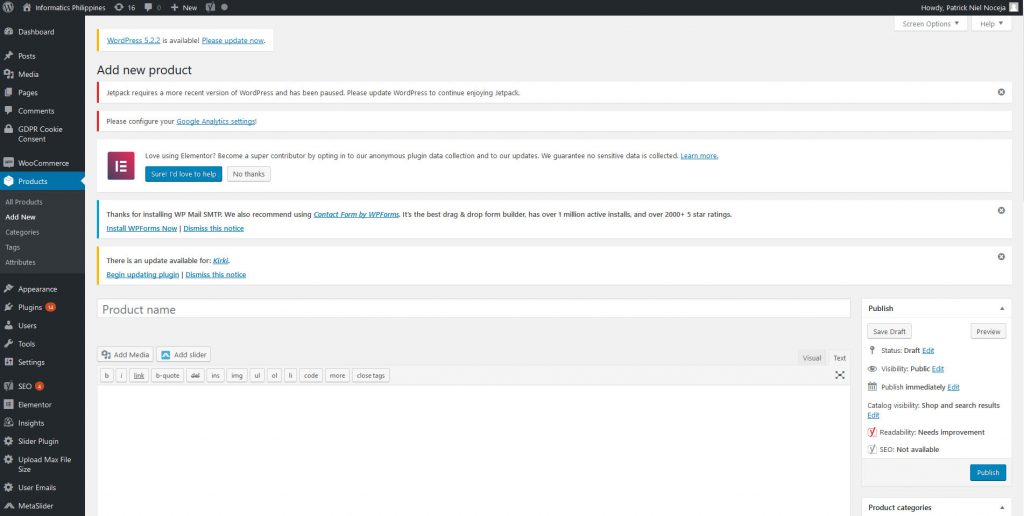 Informatics Philippines 16 0 New
Howdy, Patrick Niel Noceja
Screen Options Help
Dashboard
Posts
Media
Pages
Comments
GDPR Cookie
Consent
WooCommerce
Products
All Products
Add New
Categories
Tags
Attributes
Appearance
Plugins 13
Users
Tools
Settings
SEO 4
Elementor
Insights
Slider Plugin
Upload Max File
Size
User Emails
MetaSlider
WordPress 5.2.2 is available! Please update now.
Add new product
Jetpack requires a more recent version of WordPress and has been paused. Please update WordPress to continue enjoying Jetpack.
Please configure your Google Analytics settings!
Love using Elementor? Become a super contributor by opting in to our anonymous plugin data collection and to our updates. We guarantee no sensitive data is collected. Learn more.
Sure! I'd love to help No thanks
Thanks for installing WP Mail SMTP. We also recommend using Contact Form by WPForms. It's the best drag & drop form builder, has over 1 million active installs, and over 2000+ 5 star ratings.
Install WPForms Now | Dismiss this notice
There is an update available for: Kirki.
Begin updating plugin | Dismiss this notice
Product name
Add Media Add slider
Visual Text
b i link b-quote del ins img ul ol li code more close tags
Publish
Save Draft Preview
Status: Draft Edit
Visibility: Public Edit
Publish immediately Edit
Catalog visibility: Shop and search results
Edit
Readability: Needs improvement
SEO: Not available
Publish
Product categories